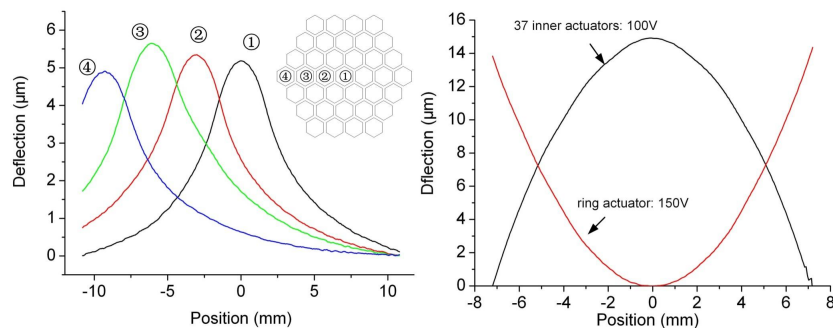 Deflection (μm)
6
5
4
3
2
1
0
④
③
②
①
④ ③ ② ①
-10 -5 0 5 10
Position (mm)
Dflection (μm)
16
14
12
10
8
6
4
2
0
37 inner actuators: 100V
ring actuator: 150V
-8 -6 -4 -2 0 2 4 6 8
Position (mm)